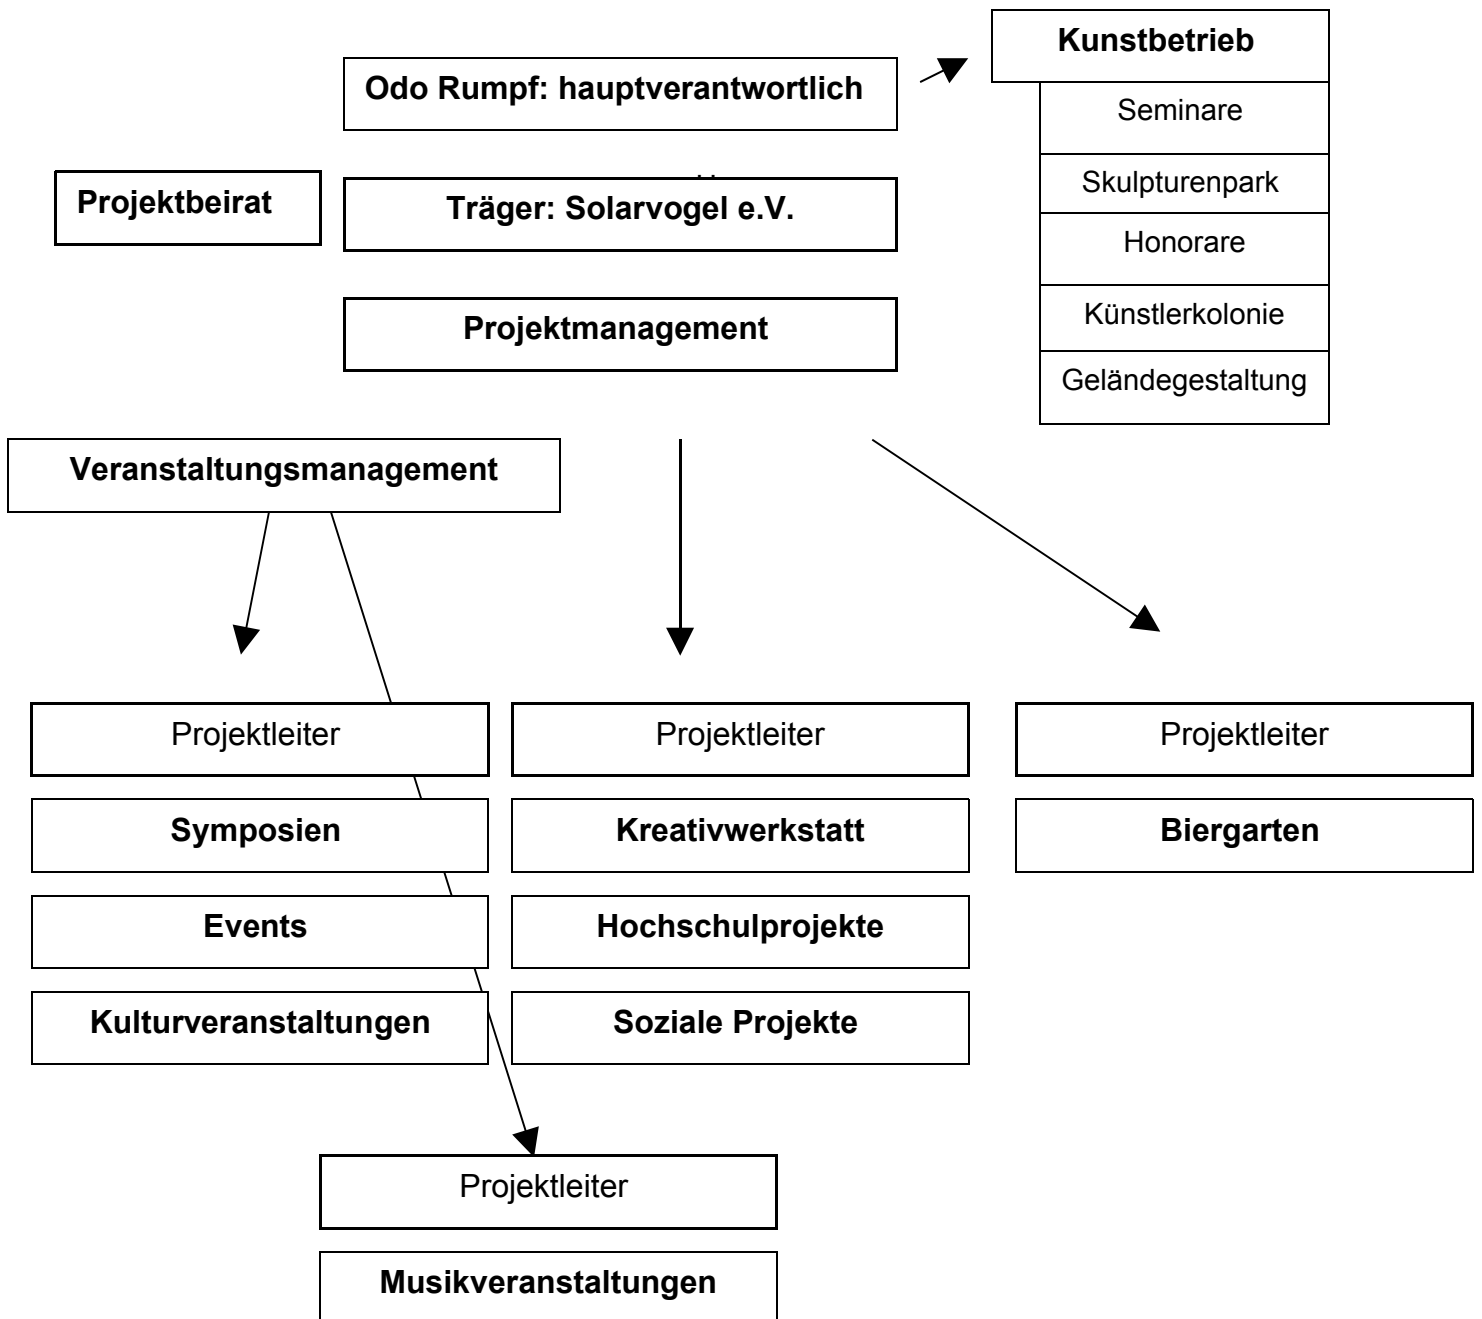 Kunstbetrieb
Odo Rumpf: hauptverantwortlich
Seminare
Skulpturenpark
Projektbeirat
Träger: Solarvogel e.V.
Honorare
Künstlerkolonie
Projektmanagement
Geländegestaltung
Veranstaltungsmanagement
Projektleiter
Projektleiter
Projektleiter
Symposien
Kreativwerkstatt
Biergarten
Events
Hochschulprojekte
Kulturveranstaltungen
Soziale Projekte
Projektleiter
Musikveranstaltungen